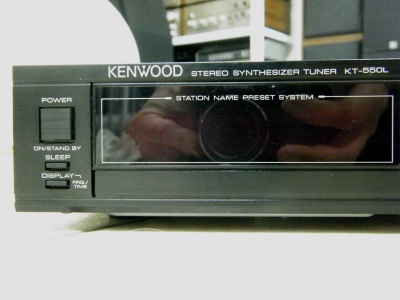 KENWOOD STEREO SYNTHESIZER TUNER KT-550L
POWER
STATION NAME PRESET SYSTEM
ON/STAND BY
SLEEP
DISPLAY
FRQ./
TIME